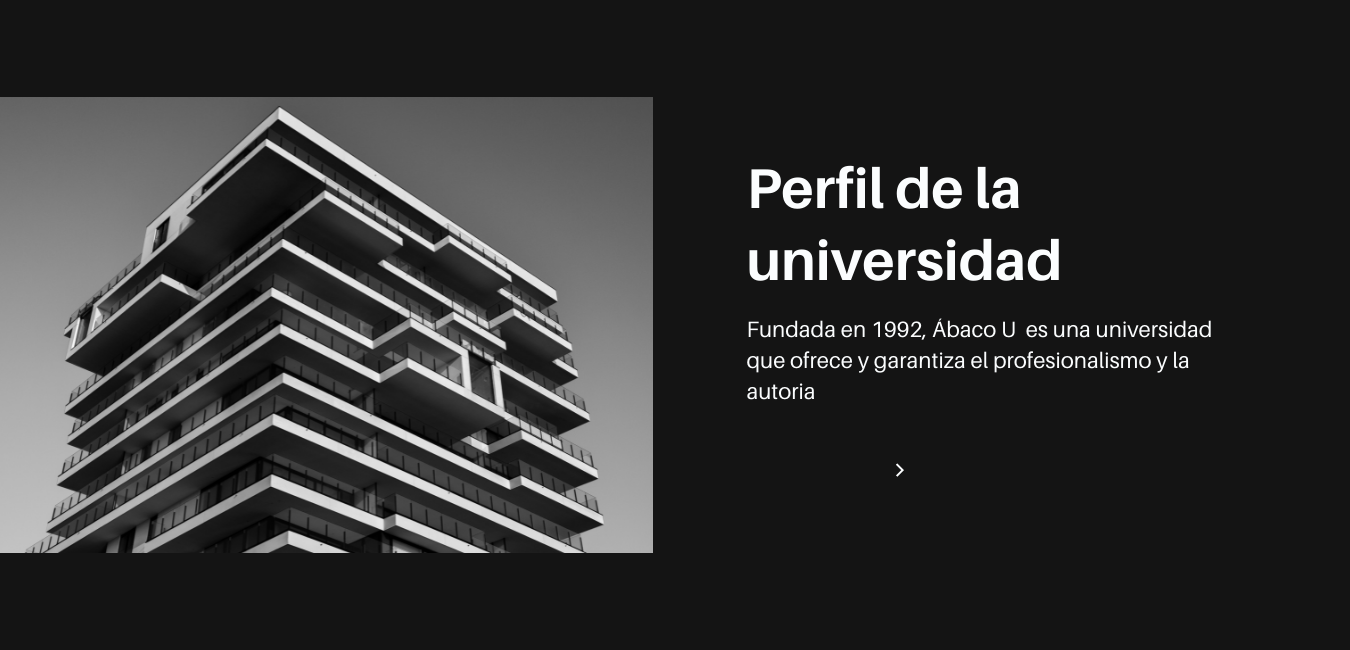 Perfil de la
universidad
Fundada en 1992, Ábaco U  es una universidad
que ofrece y garantiza el profesionalismo y la
autoria